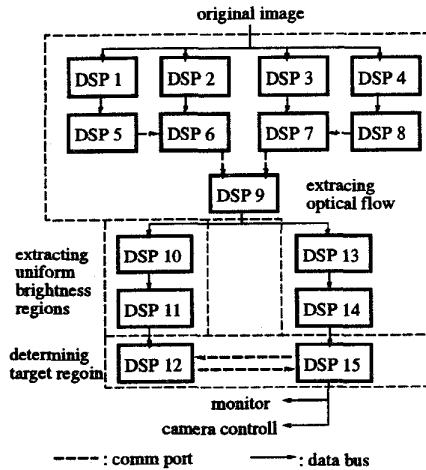 original image
DSP 1 DSP 2 DSP 3 DSP 4
DSP 5 DSP 6 DSP 7 DSP 8
DSP 9
extracing
optical flow
extracting
uniform
brightness
regions
DSP 10 DSP 13
DSP 11 DSP 14
determinig
target regoin
DSP 12 DSP 15
monitor
camera controll
: comm port : data bus